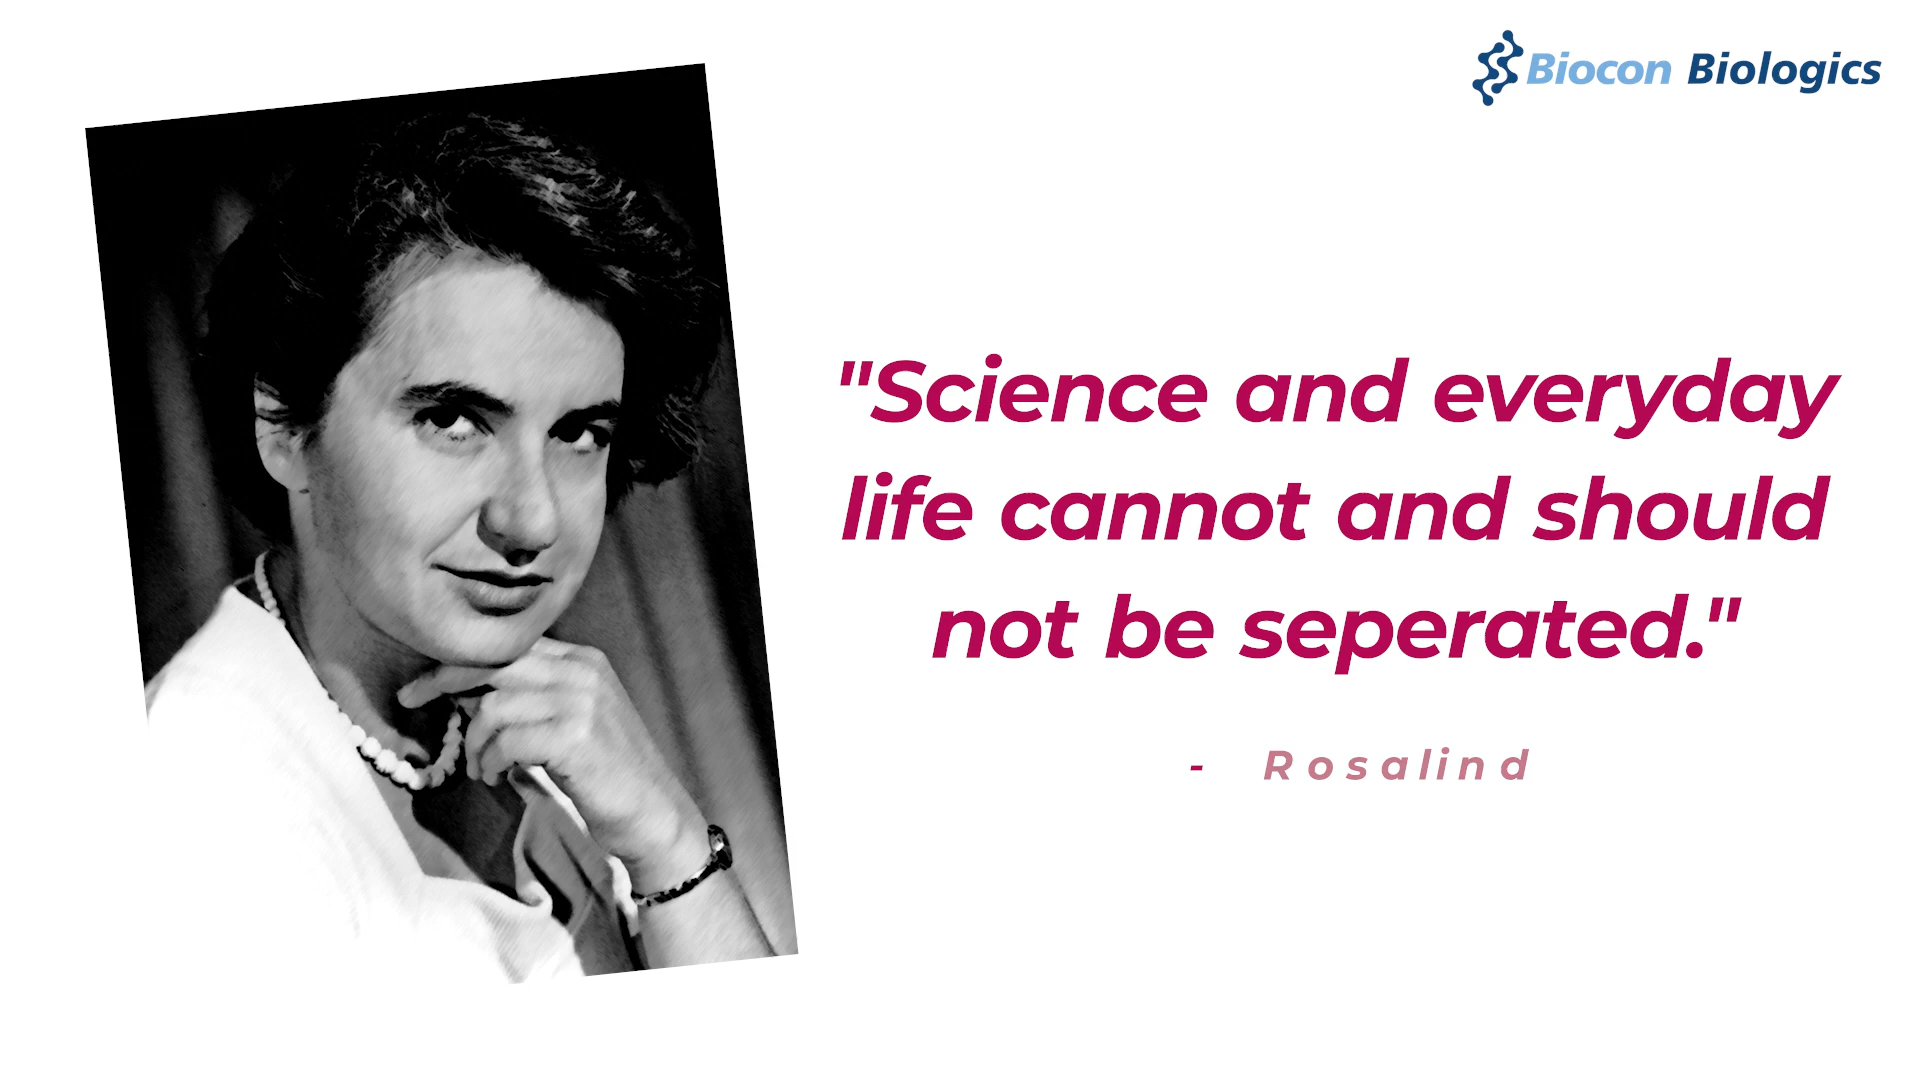 Biocon Biologics
"Science and everyday
life cannot and should
not be seperated."
- Rosalind